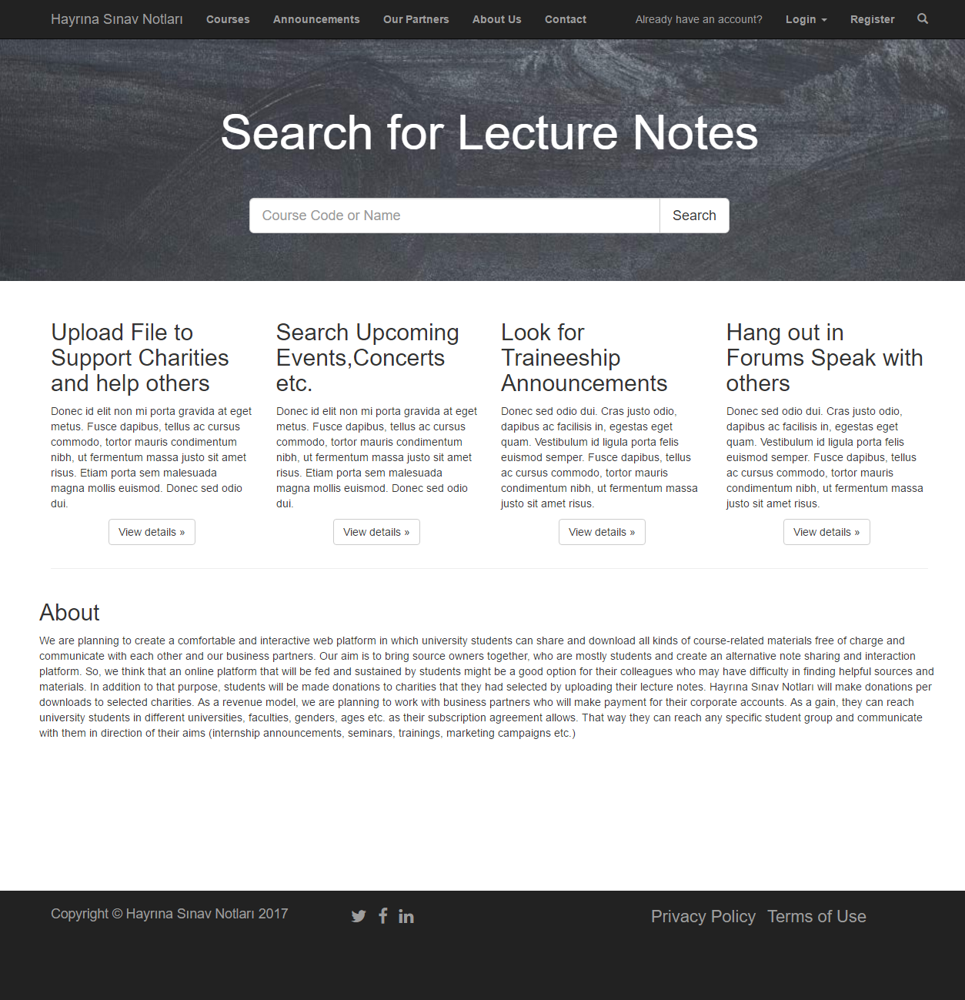 Hayrına Sınav Notları Courses Announcements Our Partners About Us Contact Already have an account? Login Register
Search for Lecture Notes
Course Code or Name Search
Upload File to
Support Charities
and help others
Donec id elit non mi porta gravida at eget
metus. Fusce dapibus, tellus ac cursus
commodo, tortor mauris condimentum
nibh, ut fermentum massa justo sit amet
risus. Etiam porta sem malesuada
magna mollis euismod. Donec sed odio
dui.
View details »
Search Upcoming
Events,Concerts
etc.
Donec id elit non mi porta gravida at eget
metus. Fusce dapibus, tellus ac cursus
commodo, tortor mauris condimentum
nibh, ut fermentum massa justo sit amet
risus. Etiam porta sem malesuada
magna mollis euismod. Donec sed odio
dui.
View details »
Look for
Traineeship
Announcements
Donec sed odio dui. Cras justo odio,
dapibus ac facilisis in, egestas eget
quam. Vestibulum id ligula porta felis
euismod semper. Fusce dapibus, tellus
ac cursus commodo, tortor mauris
condimentum nibh, ut fermentum massa
justo sit amet risus.
View details »
Hang out in
Forums Speak with
others
Donec sed odio dui. Cras justo odio,
dapibus ac facilisis in, egestas eget
quam. Vestibulum id ligula porta felis
euismod semper. Fusce dapibus, tellus
ac cursus commodo, tortor mauris
condimentum nibh, ut fermentum massa
justo sit amet risus.
View details »
About
We are planning to create a comfortable and interactive web platform in which university students can share and download all kinds of course-related materials free of charge and
communicate with each other and our business partners. Our aim is to bring source owners together, who are mostly students and create an alternative note sharing and interaction
platform. So, we think that an online platform that will be fed and sustained by students might be a good option for their colleagues who may have difficulty in finding helpful sources and
materials. In addition to that purpose, students will be made donations to charities that they had selected by uploading their lecture notes. Hayrına Sınav Notları will make donations per
downloads to selected charities. As a revenue model, we are planning to work with business partners who will make payment for their corporate accounts. As a gain, they can reach
university students in different universities, faculties, genders, ages etc. as their subscription agreement allows. That way they can reach any specific student group and communicate
with them in direction of their aims (internship announcements, seminars, trainings, marketing campaigns etc.)
Copyright © Hayrına Sınav Notları 2017 Privacy Policy Terms of Use